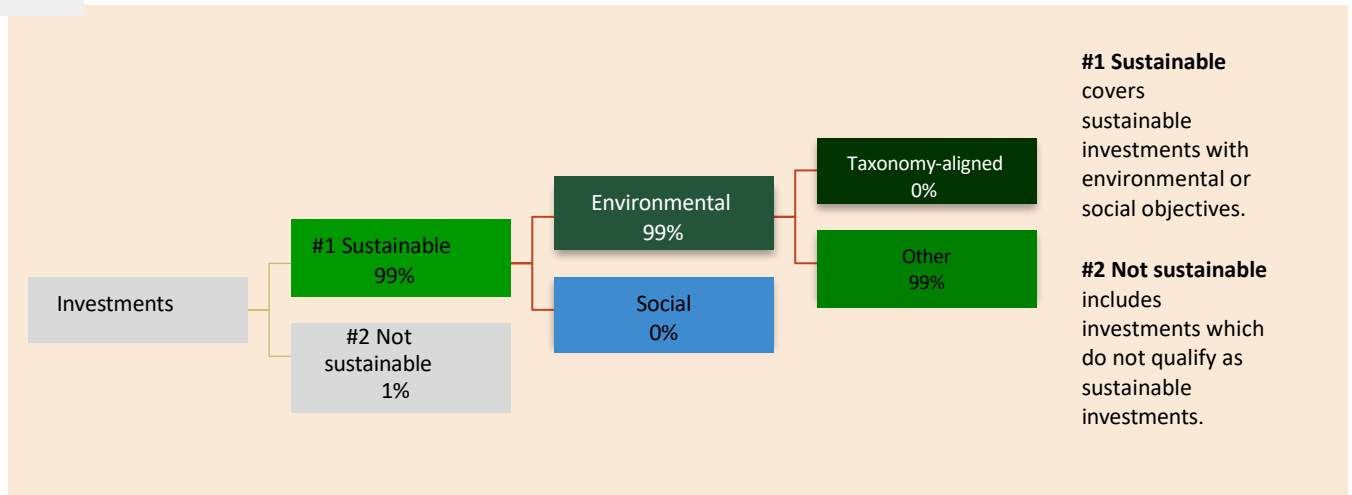 Investments
#1 Sustainable
99%
#2 Not
sustainable
1%
Environmental
99%
Social
0%
Taxonomy-aligned
0%
Other
99%
#1 Sustainable
covers
sustainable
investments with
environmental or
social objectives.
#2 Not sustainable
includes
investments which
do not qualify as
sustainable
investments.